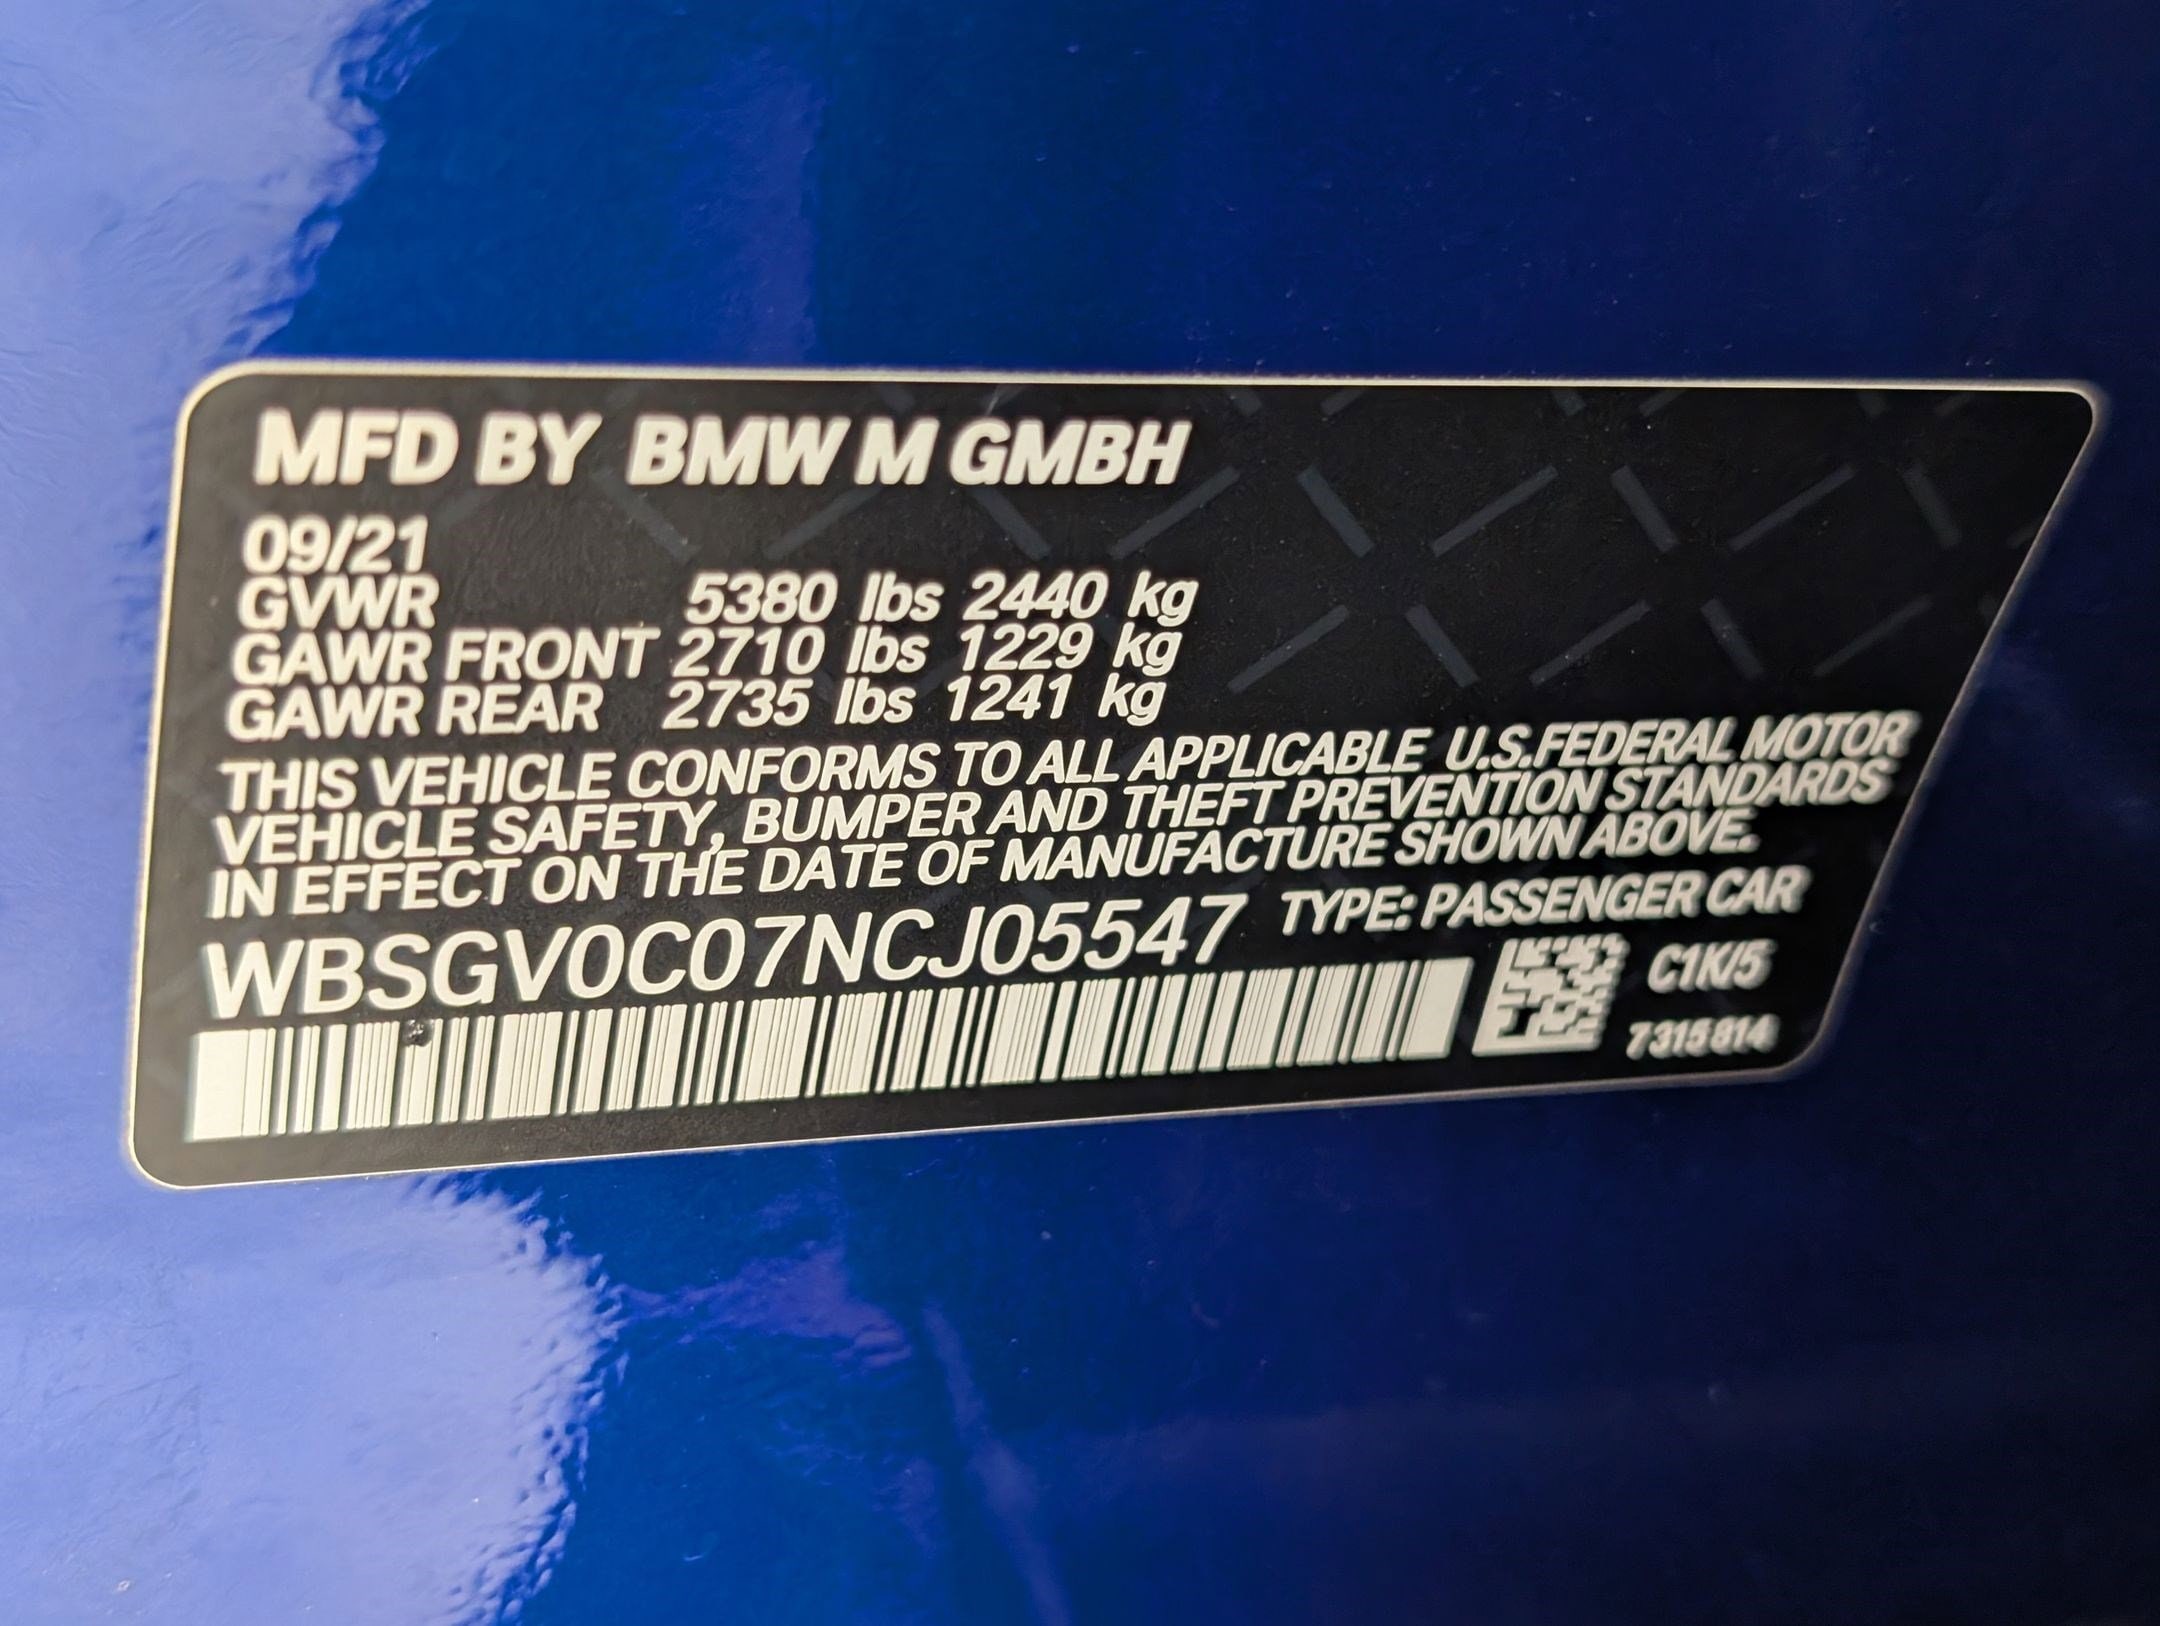 MFD BY BMW M GMBH
09/21
GVWR 5380 lbs 2440 kg
GAWR FRONT 2710 lbs 1229 kg
GAWR REAR 2735 lbs 1241 kg
THIS VEHICLE CONFORMS TO ALL APPLICABLE U.S.FEDERAL MOTOR
VEHICLE SAFETY, BUMPER AND THEFT PREVENTION STANDARDS
IN EFFECT ON THE DATE OF MANUFACTURE SHOWN ABOVE.
WBSGV0C07NCJ05547 TYPE: PASSENGER CAR
C1K/5
7315814